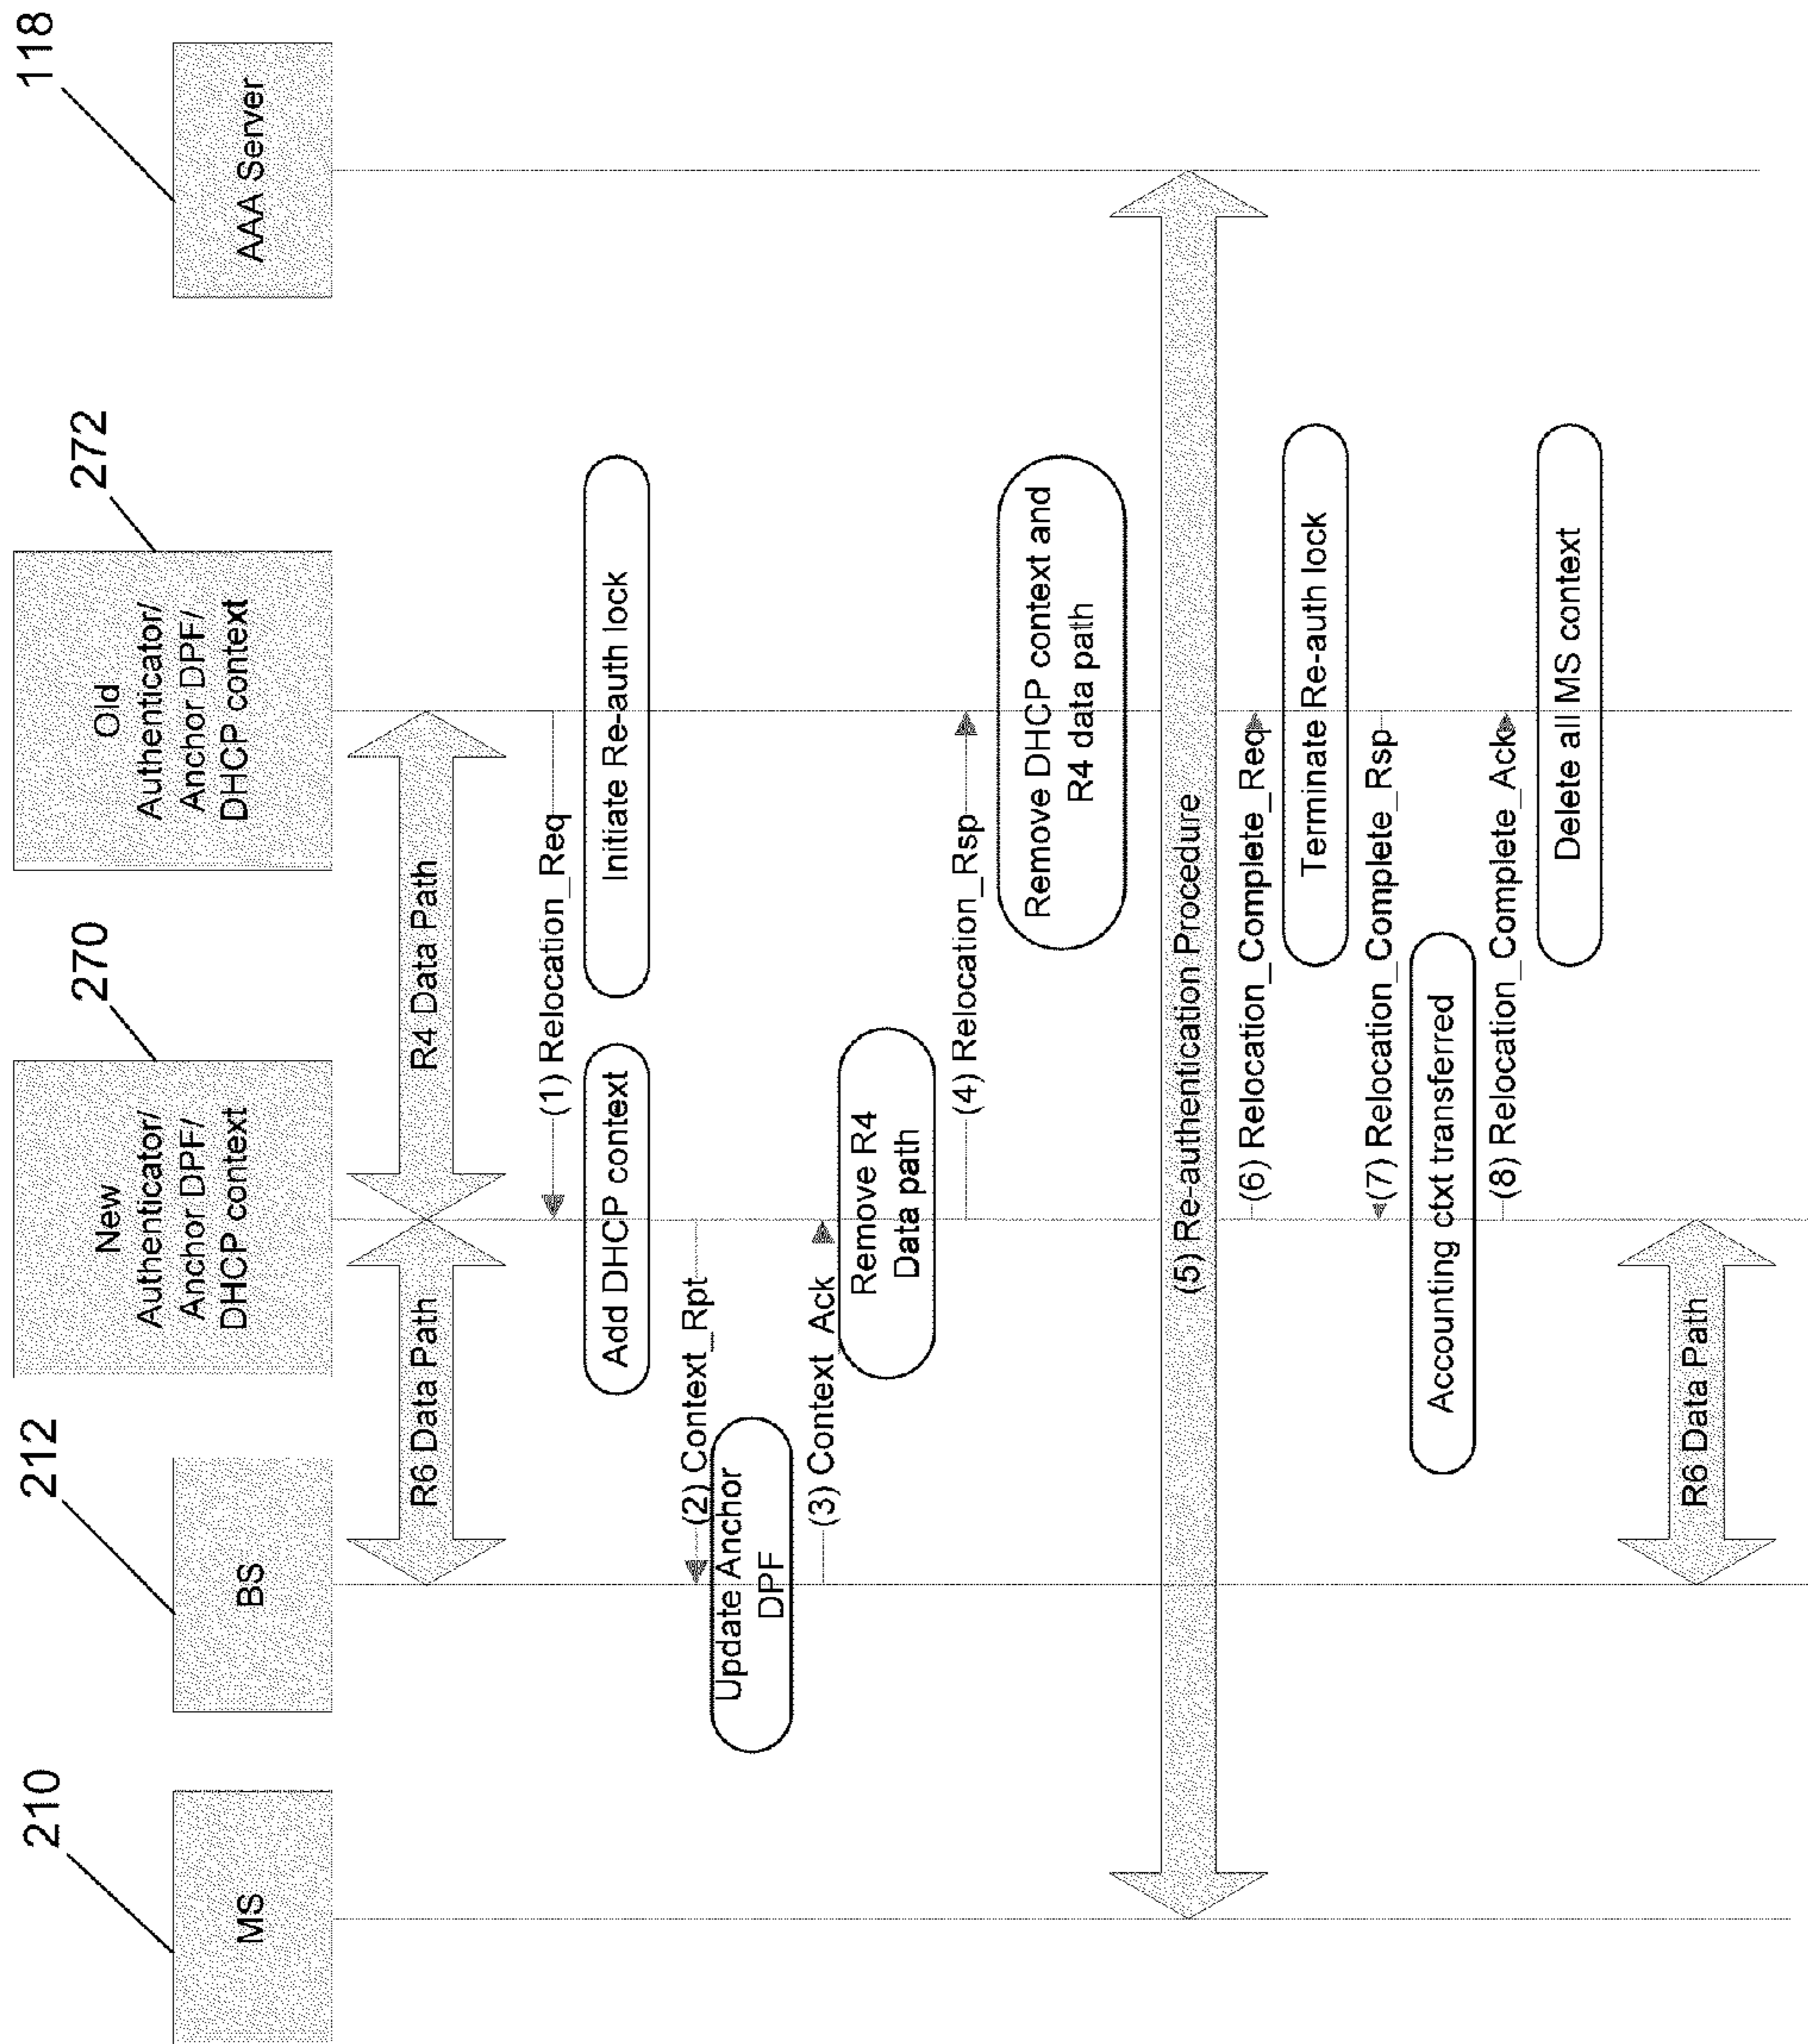 210
212
270
272
118
MS
BS
New
Authenticator/
Anchor DPF/
DHCP context
Old
Authenticator/
Anchor DPF/
DHCP context
AAA Server
R6 Data Path
R4 Data Path
(1) Relocation_Req
Add DHCP context
Initiate Re-auth lock
(2) Context_Rpt
Update Anchor
DPF
(3) Context_Ack
Remove R4
Data path
(4) Relocation_Rsp
Remove DHCP context and
R4 data path
(5) Re-authentication Procedure
(6) Relocation_Complete_Req
Terminate Re-auth lock
(7) Relocation_Complete_Rsp
Accounting ctxt transferred
(8) Relocation_Complete_Ack
Delete all MS context
R6 Data Path